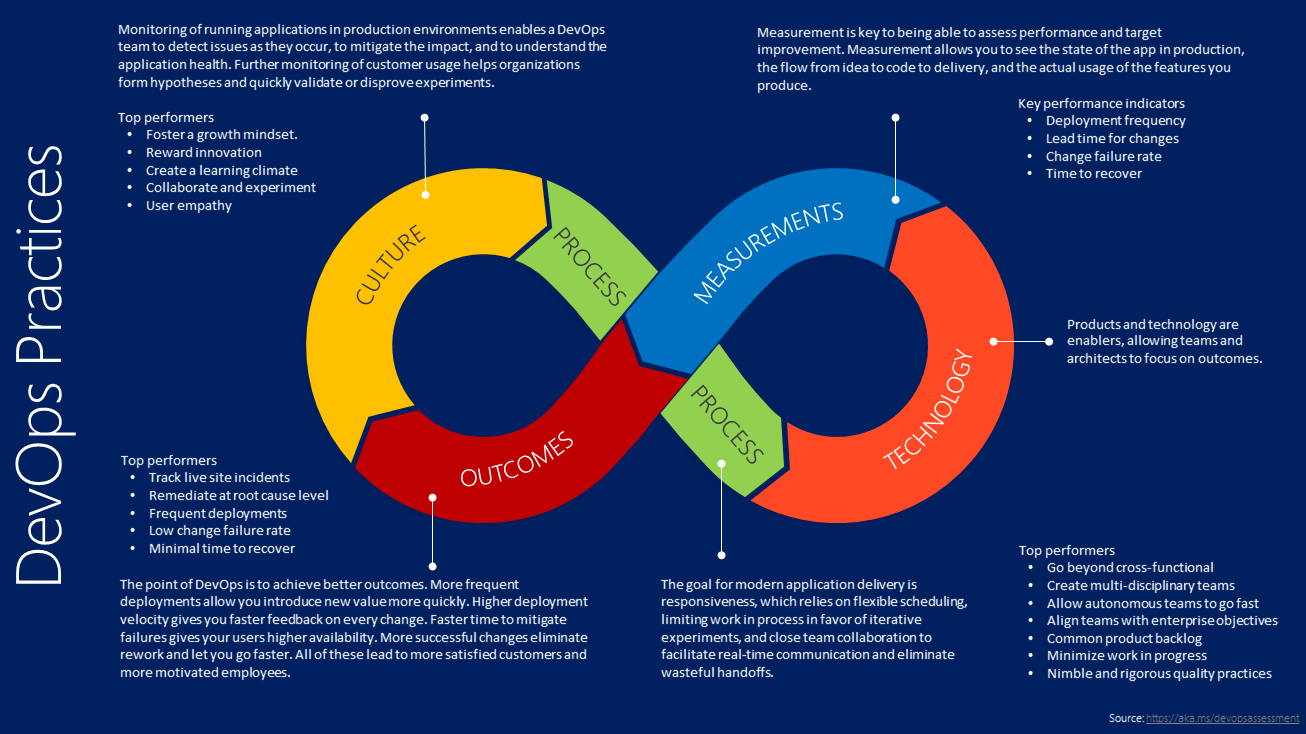 DevOps Practices
Monitoring of running applications in production environments enables a DevOps
team to detect issues as they occur, to mitigate the impact, and to understand the
application health. Further monitoring of customer usage helps organizations
form hypotheses and quickly validate or disprove experiments.
Top performers
• Foster a growth mindset.
• Reward innovation
• Create a learning climate
• Collaborate and experiment
• User empathy
Measurement is key to being able to assess performance and target
improvement. Measurement allows you to see the state of the app in production,
the flow from idea to code to delivery, and the actual usage of the features you
produce.
Key performance indicators
• Deployment frequency
• Lead time for changes
• Change failure rate
• Time to recover
CULTURE
PROCESS
MEASUREMENTS
TECHNOLOGY
PROCESS
OUTCOMES
Products and technology are
enablers, allowing teams and
architects to focus on outcomes.
Top performers
• Track live site incidents
• Remediate at root cause level
• Frequent deployments
• Low change failure rate
• Minimal time to recover
The point of DevOps is to achieve better outcomes. More frequent
deployments allow you introduce new value more quickly. Higher deployment
velocity gives you faster feedback on every change. Faster time to mitigate
failures gives your users higher availability. More successful changes eliminate
rework and let you go faster. All of these lead to more satisfied customers and
more motivated employees.
The goal for modern application delivery is
responsiveness, which relies on flexible scheduling,
limiting work in process in favor of iterative
experiments, and close team collaboration to
facilitate real-time communication and eliminate
wasteful handoffs.
Top performers
• Go beyond cross-functional
• Create multi-disciplinary teams
• Allow autonomous teams to go fast
• Align teams with enterprise objectives
• Common product backlog
• Minimize work in progress
• Nimble and rigorous quality practices
Source: https://aka.ms/devopsassessment